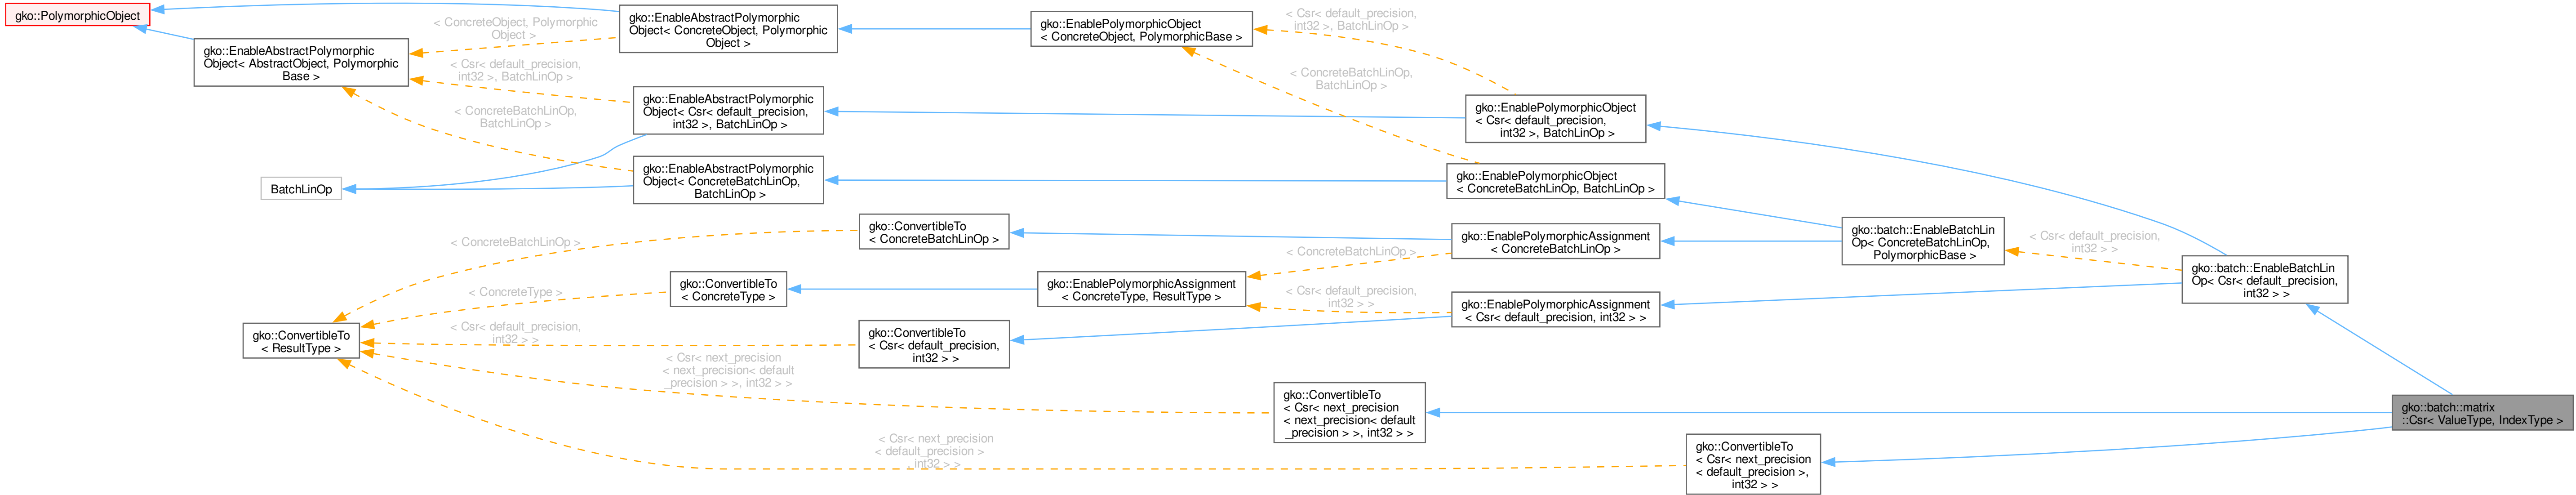 gko::PolymorphicObject
gko::EnableAbstractPolymorphic
Object< AbstractObject, Polymorphic
Base >
< ConcreteObject, Polymorphic
Object >
< Csr< default_precision,
int32 >, BatchLinOp >
< ConcreteBatchLinOp,
BatchLinOp >
gko::EnableAbstractPolymorphic
Object< ConcreteObject, Polymorphic
Object >
gko::EnableAbstractPolymorphic
Object< Csr< default_precision,
int32 >, BatchLinOp >
gko::EnableAbstractPolymorphic
Object< ConcreteBatchLinOp,
BatchLinOp >
BatchLinOp
gko::EnablePolymorphicObject
< ConcreteObject, PolymorphicBase >
< Csr< default_precision,
int32 >, BatchLinOp >
< ConcreteBatchLinOp,
BatchLinOp >
gko::EnablePolymorphicObject
< Csr< default_precision,
int32 >, BatchLinOp >
gko::EnablePolymorphicObject
< ConcreteBatchLinOp, BatchLinOp >
gko::ConvertibleTo
< ResultType >
< ConcreteBatchLinOp >
< ConcreteType >
< Csr< default_precision,
int32 > >
< Csr< next_precision
< next_precision< default
_precision > >, int32 > >
< Csr< next_precision
< default_precision >
, int32 > >
gko::ConvertibleTo
< ConcreteBatchLinOp >
gko::ConvertibleTo
< ConcreteType >
gko::ConvertibleTo
< Csr< default_precision,
int32 > >
gko::EnablePolymorphicAssignment
< ConcreteType, ResultType >
< ConcreteBatchLinOp >
< Csr< default_precision,
int32 > >
gko::EnablePolymorphicAssignment
< ConcreteBatchLinOp >
gko::EnablePolymorphicAssignment
< Csr< default_precision, int32 > >
gko::ConvertibleTo
< Csr< next_precision
< next_precision< default
_precision > >, int32 > >
gko::ConvertibleTo
< Csr< next_precision
< default_precision >,
int32 > >
gko::batch::EnableBatchLin
Op< ConcreteBatchLinOp,
PolymorphicBase >
< Csr< default_precision,
int32 > >
gko::batch::EnableBatchLin
Op< Csr< default_precision,
int32 > >
gko::batch::matrix
::Csr< ValueType, IndexType >